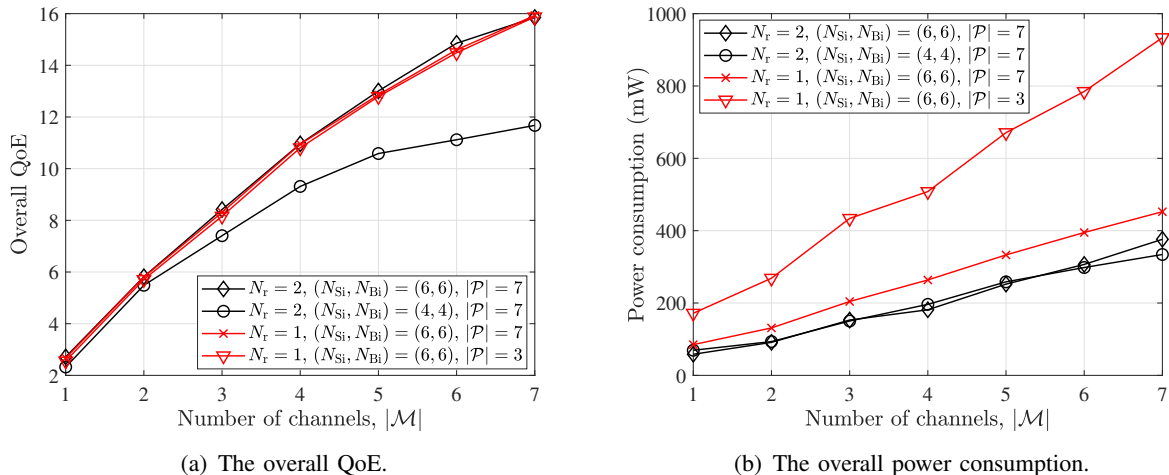 16
14
12
10
8
6
4
2
Overall QoE
N_r = 2, (N_Si, N_Bi) = (6, 6), |𝒫| = 7
N_r = 2, (N_Si, N_Bi) = (4, 4), |𝒫| = 7
N_r = 1, (N_Si, N_Bi) = (6, 6), |𝒫| = 7
N_r = 1, (N_Si, N_Bi) = (6, 6), |𝒫| = 3
1 2 3 4 5 6 7
Number of channels, |ℳ|
(a) The overall QoE.
1000
800
600
400
200
0
Power consumption (mW)
N_r = 2, (N_Si, N_Bi) = (6, 6), |𝒫| = 7
N_r = 2, (N_Si, N_Bi) = (4, 4), |𝒫| = 7
N_r = 1, (N_Si, N_Bi) = (6, 6), |𝒫| = 7
N_r = 1, (N_Si, N_Bi) = (6, 6), |𝒫| = 3
1 2 3 4 5 6 7
Number of channels, |ℳ|
(b) The overall power consumption.